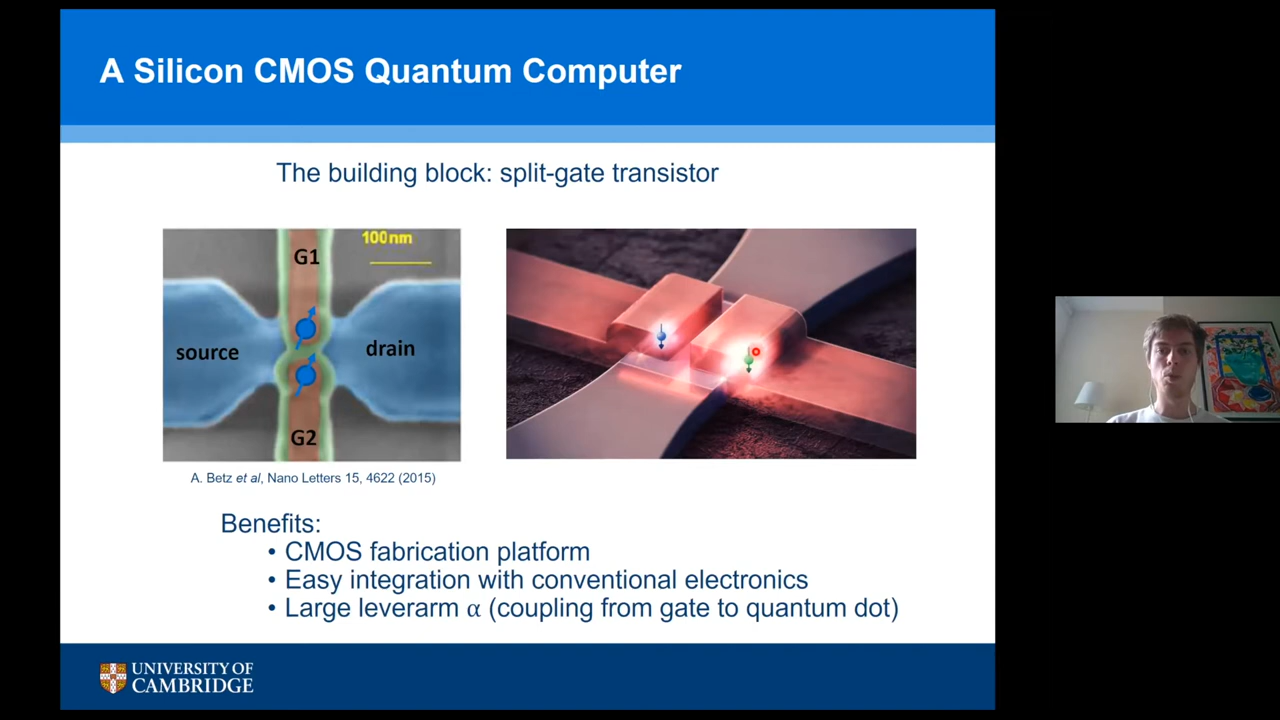 A Silicon CMOS Quantum Computer
The building block: split-gate transistor
100nm
G1
source
drain
G2
A. Betz et al, Nano Letters 15, 4622 (2015)
Benefits:
• CMOS fabrication platform
• Easy integration with conventional electronics
• Large leverarm α (coupling from gate to quantum dot)
UNIVERSITY OF
CAMBRIDGE